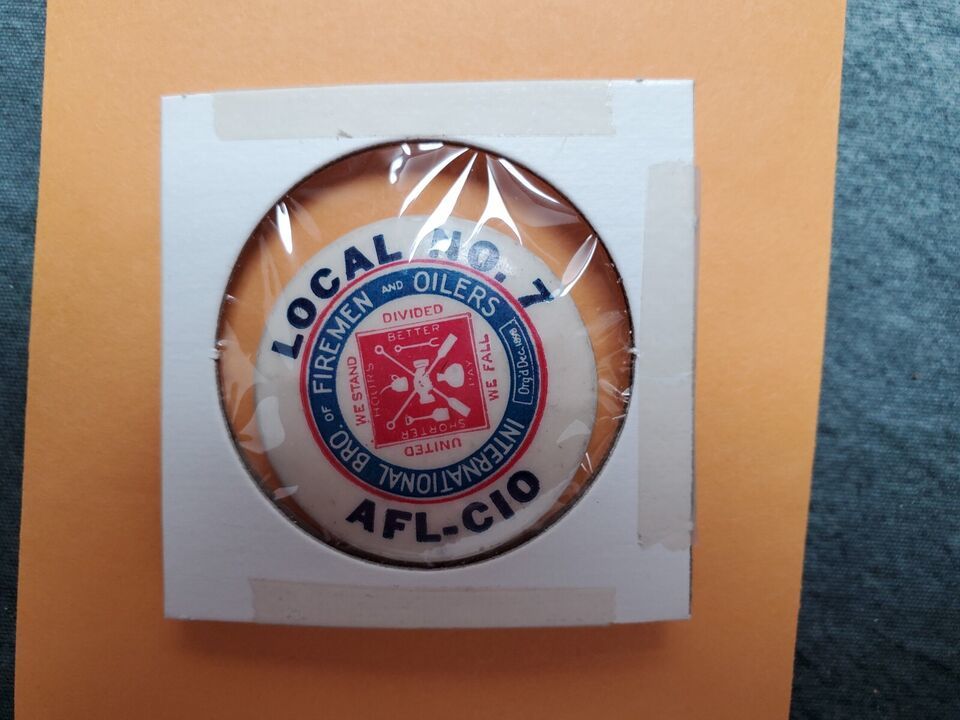 LOCAL NO. 7
INTERNATIONAL BRO. OF FIREMEN AND OILERS
Org'd Dec. 1898
UNITED WE STAND DIVIDED WE FALL
SHORTER HOURS BETTER PAY
AFL-CIO